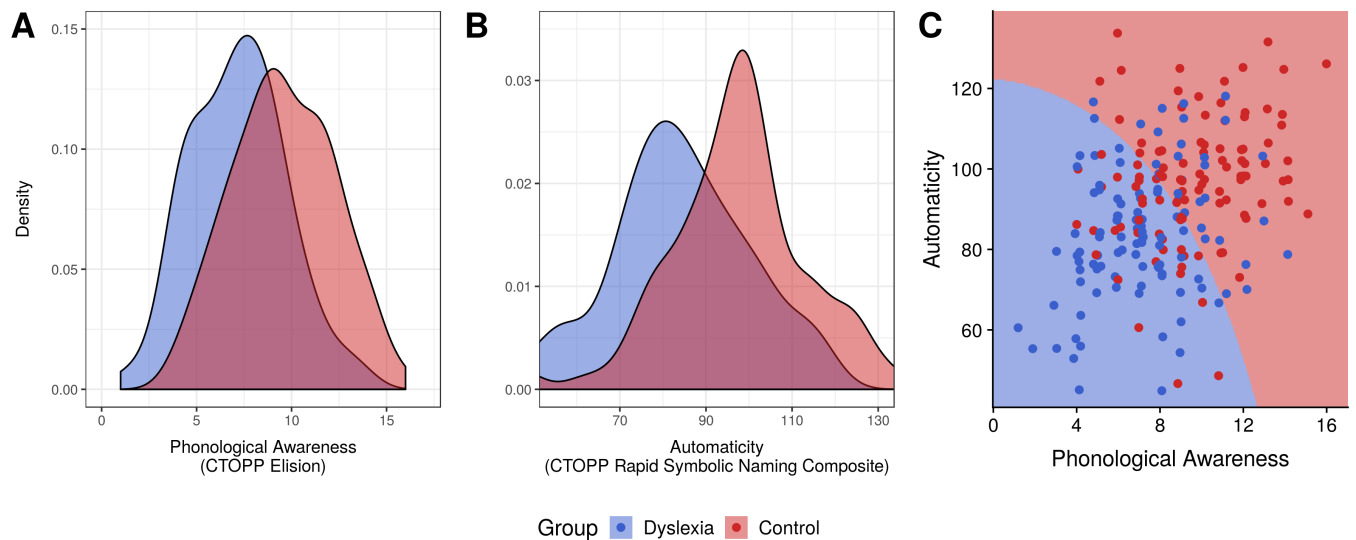 A
B
C
Density
0.15
0.10
0.05
0.00
0
5
10
15
Phonological Awareness
(CTOPP Elision)
0.03
0.02
0.01
0.00
70
90
110
130
Automaticity
(CTOPP Rapid Symbolic Naming Composite)
Automaticity
120
100
80
60
0
4
8
12
16
Phonological Awareness
Group
Dyslexia
Control